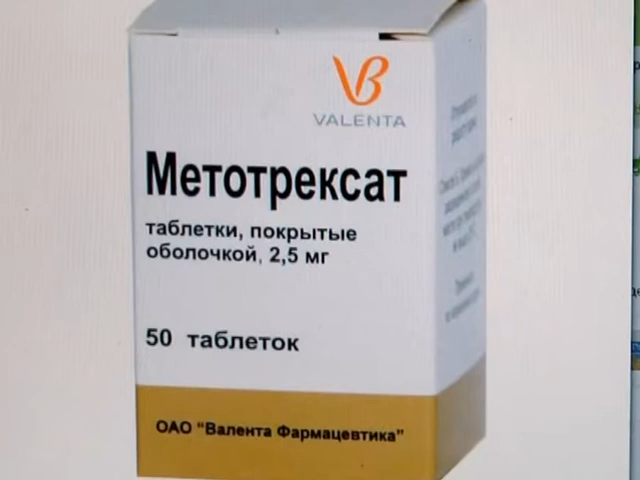 VALENTA
Метотрексат
таблетки, покрытые
оболочкой, 2,5 мг
50 таблеток
ОАО "Валента Фармацевтика"